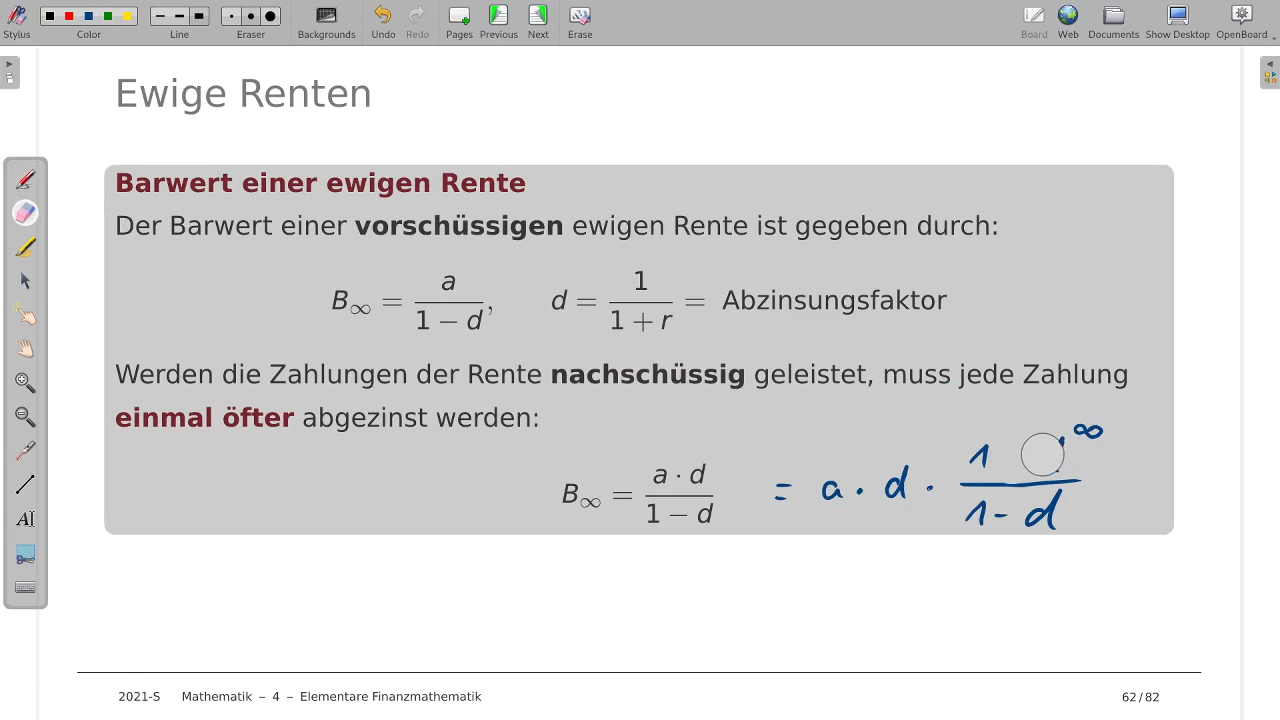 Stylus Color Line Eraser Backgrounds Undo Redo Pages Previous Next Erase Board Web Documents Show Desktop OpenBoard
Ewige Renten
Barwert einer ewigen Rente
Der Barwert einer vorschüssigen ewigen Rente ist gegeben durch:
B∞ = a / (1 − d), d = 1 / (1 + r) = Abzinsungsfaktor
Werden die Zahlungen der Rente nachschüssig geleistet, muss jede Zahlung
einmal öfter abgezinst werden:
B∞ = (a · d) / (1 − d) = a · d · (1 ∞) / (1 - d)
2021-S Mathematik – 4 – Elementare Finanzmathematik 62 / 82